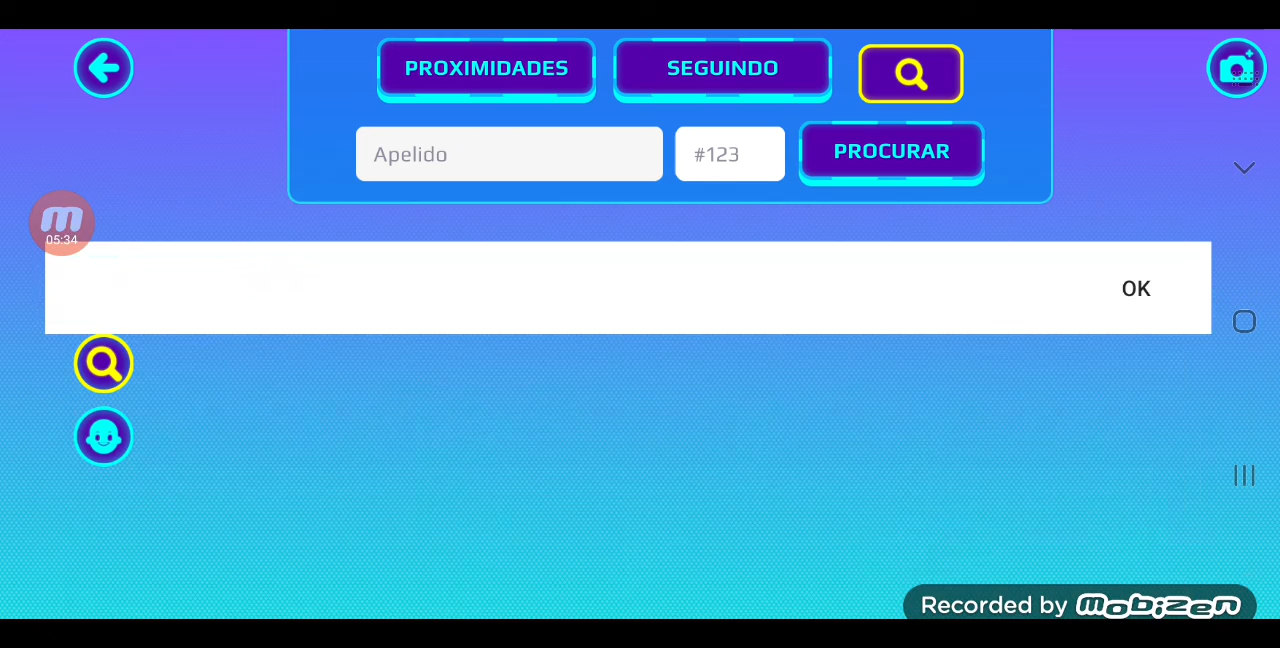 PROXIMIDADES
SEGUINDO
Apelido
#123
PROCURAR
05:34
OK
Recorded by mobizen